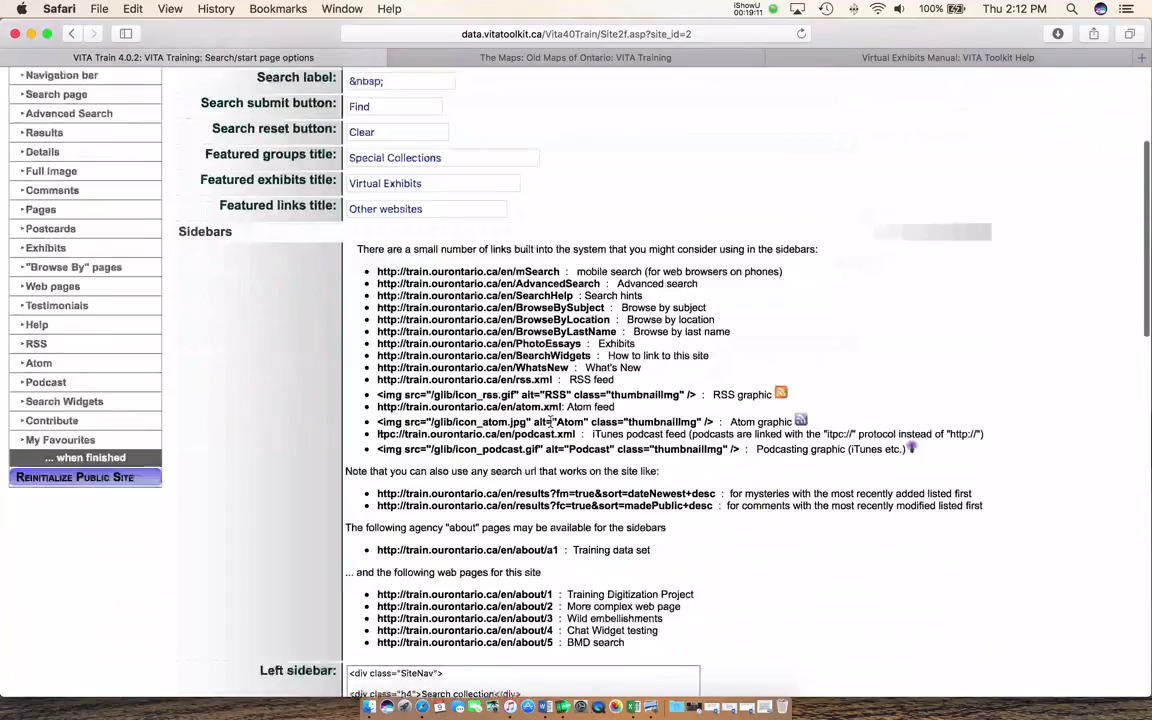 Safari File Edit View History Bookmarks Window Help iShowU 00:19:11 100% Thu 2:12 PM
data.vitatoolkit.ca/Vita40Train/Site2f.asp?site_id=2
VITA Train 4.0.2: VITA Training: Search/start page options The Maps: Old Maps of Ontario: VITA Training Virtual Exhibits Manual: VITA Toolkit Help
Navigation bar
Search page
Advanced Search
Results
Details
Full Image
Comments
Pages
Postcards
Exhibits
"Browse By" pages
Web pages
Testimonials
Help
RSS
Atom
Podcast
Search Widgets
Contribute
My Favourites
... when finished
Reinitialize Public Site
Search label: &nbsp;
Search submit button: Find
Search reset button: Clear
Featured groups title: Special Collections
Featured exhibits title: Virtual Exhibits
Featured links title: Other websites
Sidebars
There are a small number of links built into the system that you might consider using in the sidebars:
http://train.ourontario.ca/en/mSearch : mobile search (for web browsers on phones)
http://train.ourontario.ca/en/AdvancedSearch : Advanced search
http://train.ourontario.ca/en/SearchHelp : Search hints
http://train.ourontario.ca/en/BrowseBySubject : Browse by subject
http://train.ourontario.ca/en/BrowseByLocation : Browse by location
http://train.ourontario.ca/en/BrowseByLastName : Browse by last name
http://train.ourontario.ca/en/PhotoEssays : Exhibits
http://train.ourontario.ca/en/SearchWidgets : How to link to this site
http://train.ourontario.ca/en/WhatsNew : What's New
http://train.ourontario.ca/en/rss.xml : RSS feed
<img src="/glib/icon_rss.gif" alt="RSS" class="thumbnailImg" /> : RSS graphic
http://train.ourontario.ca/en/atom.xml: Atom feed
<img src="/glib/icon_atom.jpg" alt="Atom" class="thumbnailImg" /> : Atom graphic
itpc://train.ourontario.ca/en/podcast.xml : iTunes podcast feed (podcasts are linked with the "itpc://" protocol instead of "http://")
<img src="/glib/icon_podcast.gif" alt="Podcast" class="thumbnailImg" /> : Podcasting graphic (iTunes etc.)
Note that you can also use any search url that works on the site like:
http://train.ourontario.ca/en/results?fm=true&sort=dateNewest+desc : for mysteries with the most recently added listed first
http://train.ourontario.ca/en/results?fc=true&sort=madePublic+desc : for comments with the most recently modified listed first
The following agency "about" pages may be available for the sidebars
http://train.ourontario.ca/en/about/a1 : Training data set
... and the following web pages for this site
http://train.ourontario.ca/en/about/1 : Training Digitization Project
http://train.ourontario.ca/en/about/2 : More complex web page
http://train.ourontario.ca/en/about/3 : Wild embellishments
http://train.ourontario.ca/en/about/4 : Chat Widget testing
http://train.ourontario.ca/en/about/5 : BMD search
Left sidebar: <div class="SiteNav">
<div class="h4">Search collection</div>